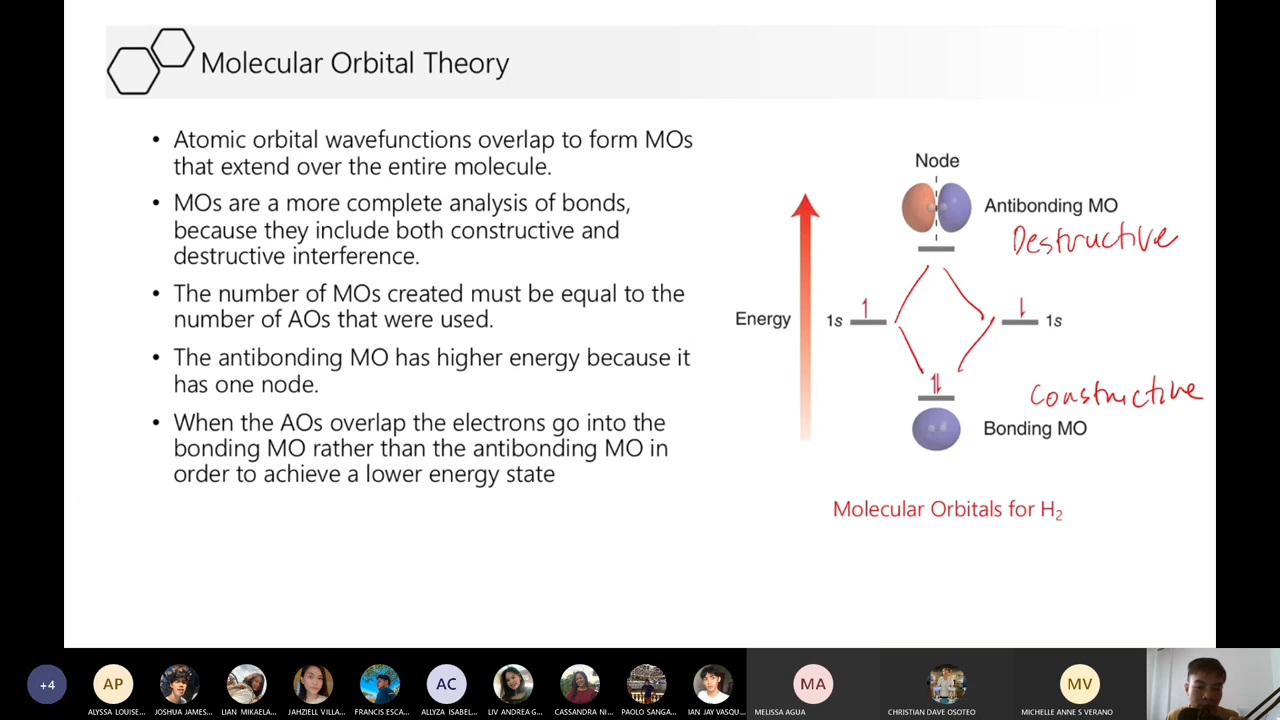 Molecular Orbital Theory
• Atomic orbital wavefunctions overlap to form MOs
that extend over the entire molecule.
• MOs are a more complete analysis of bonds,
because they include both constructive and
destructive interference.
• The number of MOs created must be equal to the
number of AOs that were used.
• The antibonding MO has higher energy because it
has one node.
• When the AOs overlap the electrons go into the
bonding MO rather than the antibonding MO in
order to achieve a lower energy state
Node
Antibonding MO
Destructive
Energy
1s
1s
Constructive
Bonding MO
Molecular Orbitals for H₂
+4
AP
AC
MA
MV
ALYSSA LOUISE...
JOSHUA JAMES...
LIAN MIKAELA...
JAHZIELL VILLA...
FRANCIS ESCA...
ALLYZA ISABEL...
LIV ANDREA G...
CASSANDRA NI...
PAOLO SANGA...
IAN JAY VASQU...
MELISSA AGUA
CHRISTIAN DAVE OSOTEO
MICHELLE ANNE S VERANO